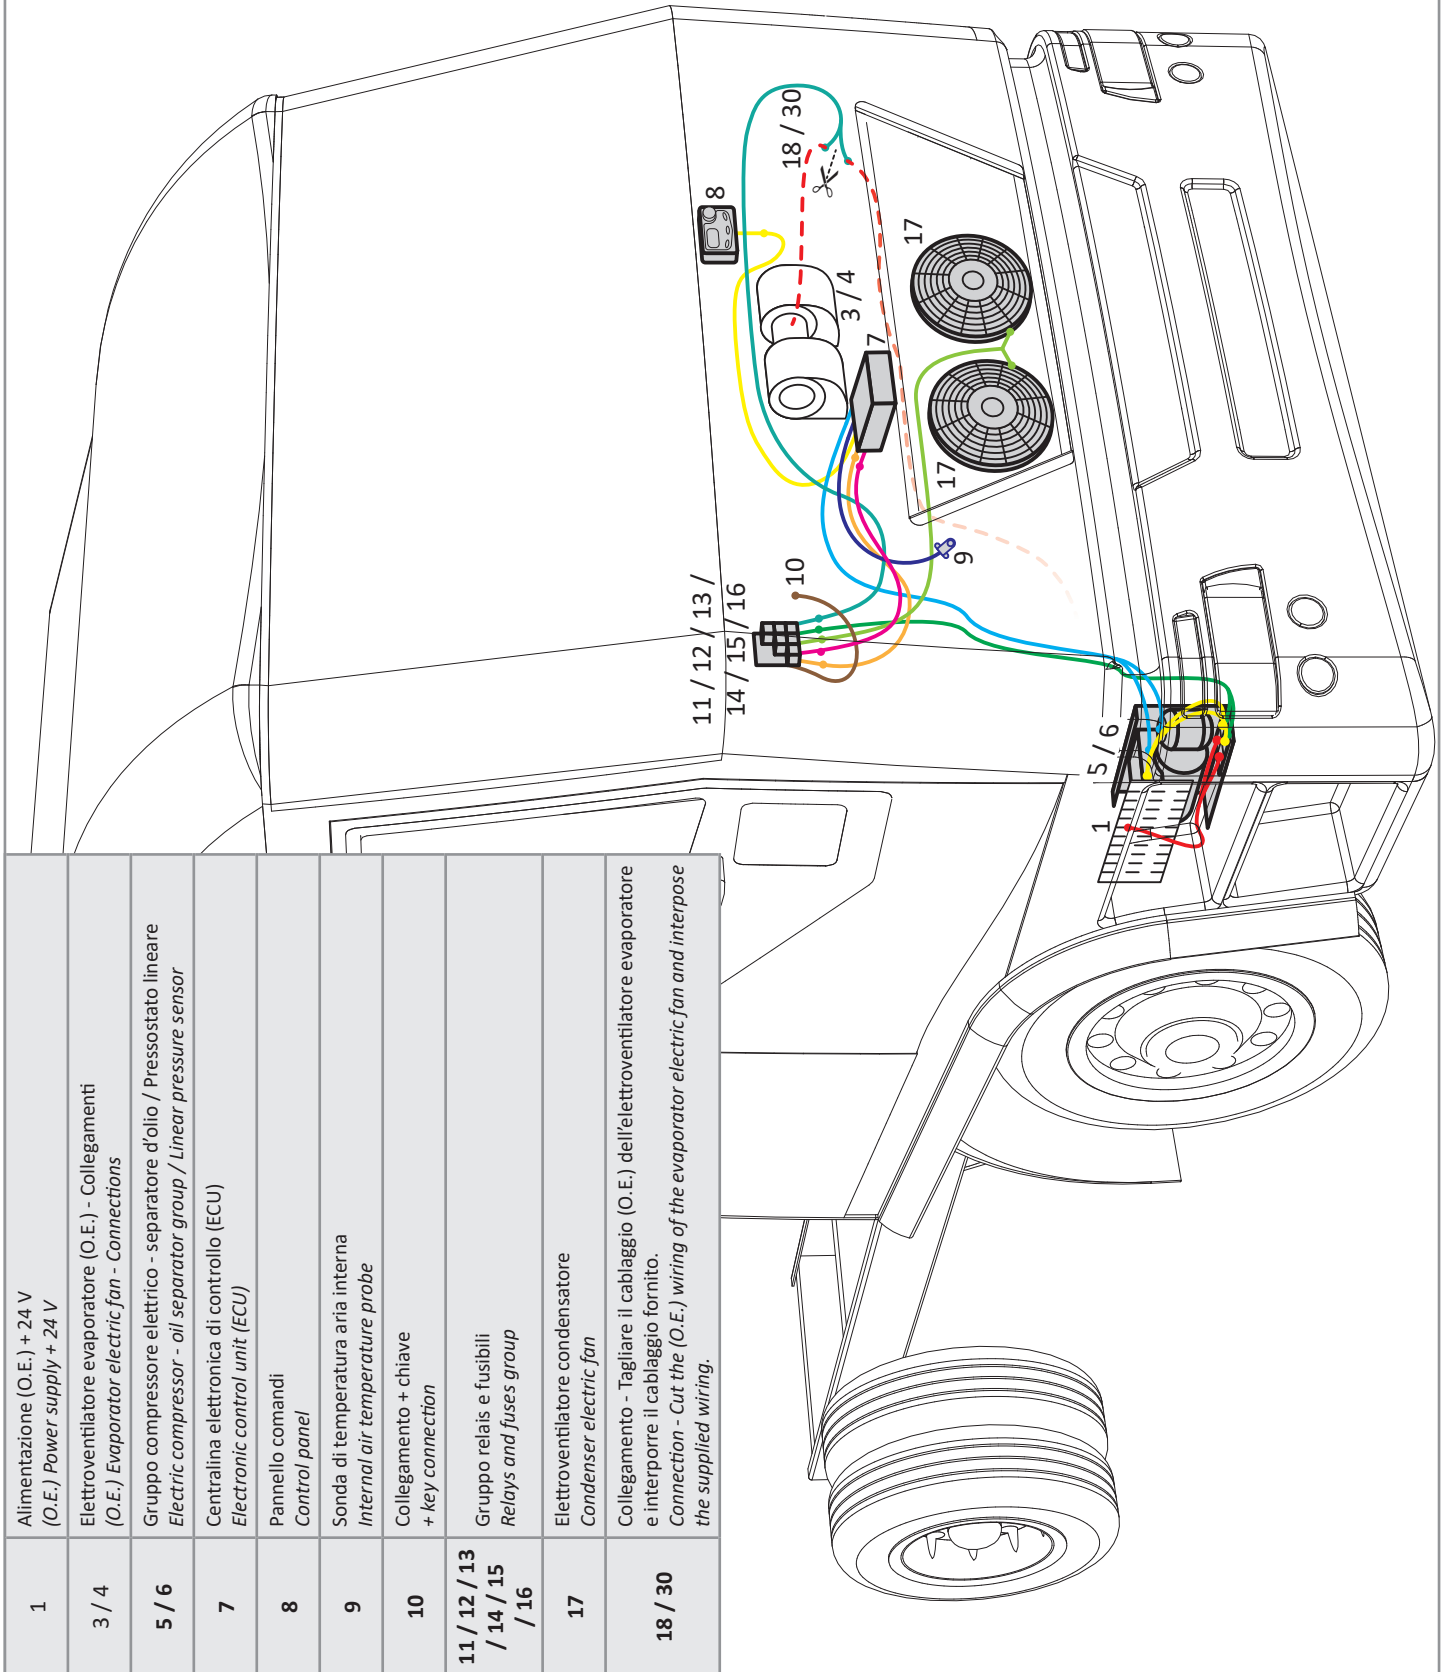 1
Alimentazione (O.E.) + 24 V
(O.E.) Power supply + 24 V
3 / 4
Elettroventilatore evaporatore (O.E.) - Collegamenti
(O.E.) Evaporator electric fan - Connections
5 / 6
Gruppo compressore elettrico - separatore d'olio / Pressostato lineare
Electric compressor - oil separator group / Linear pressure sensor
7
Centralina elettronica di controllo (ECU)
Electronic control unit (ECU)
8
Pannello comandi
Control panel
9
Sonda di temperatura aria interna
Internal air temperature probe
10
Collegamento + chiave
+ key connection
11 / 12 / 13
/ 14 / 15
/ 16
Gruppo relais e fusibili
Relays and fuses group
17
Elettroventilatore condensatore
Condenser electric fan
18 / 30
Collegamento - Tagliare il cablaggio (O.E.) dell'elettroventilatore evaporatore
e interporre il cablaggio fornito.
Connection - Cut the (O.E.) wiring of the evaporator electric fan and interpose
the supplied wiring.
11 / 12 / 13 /
14 / 15 / 16
10
8
18 / 30
3 / 4
7
17
17
9
5 / 6
1